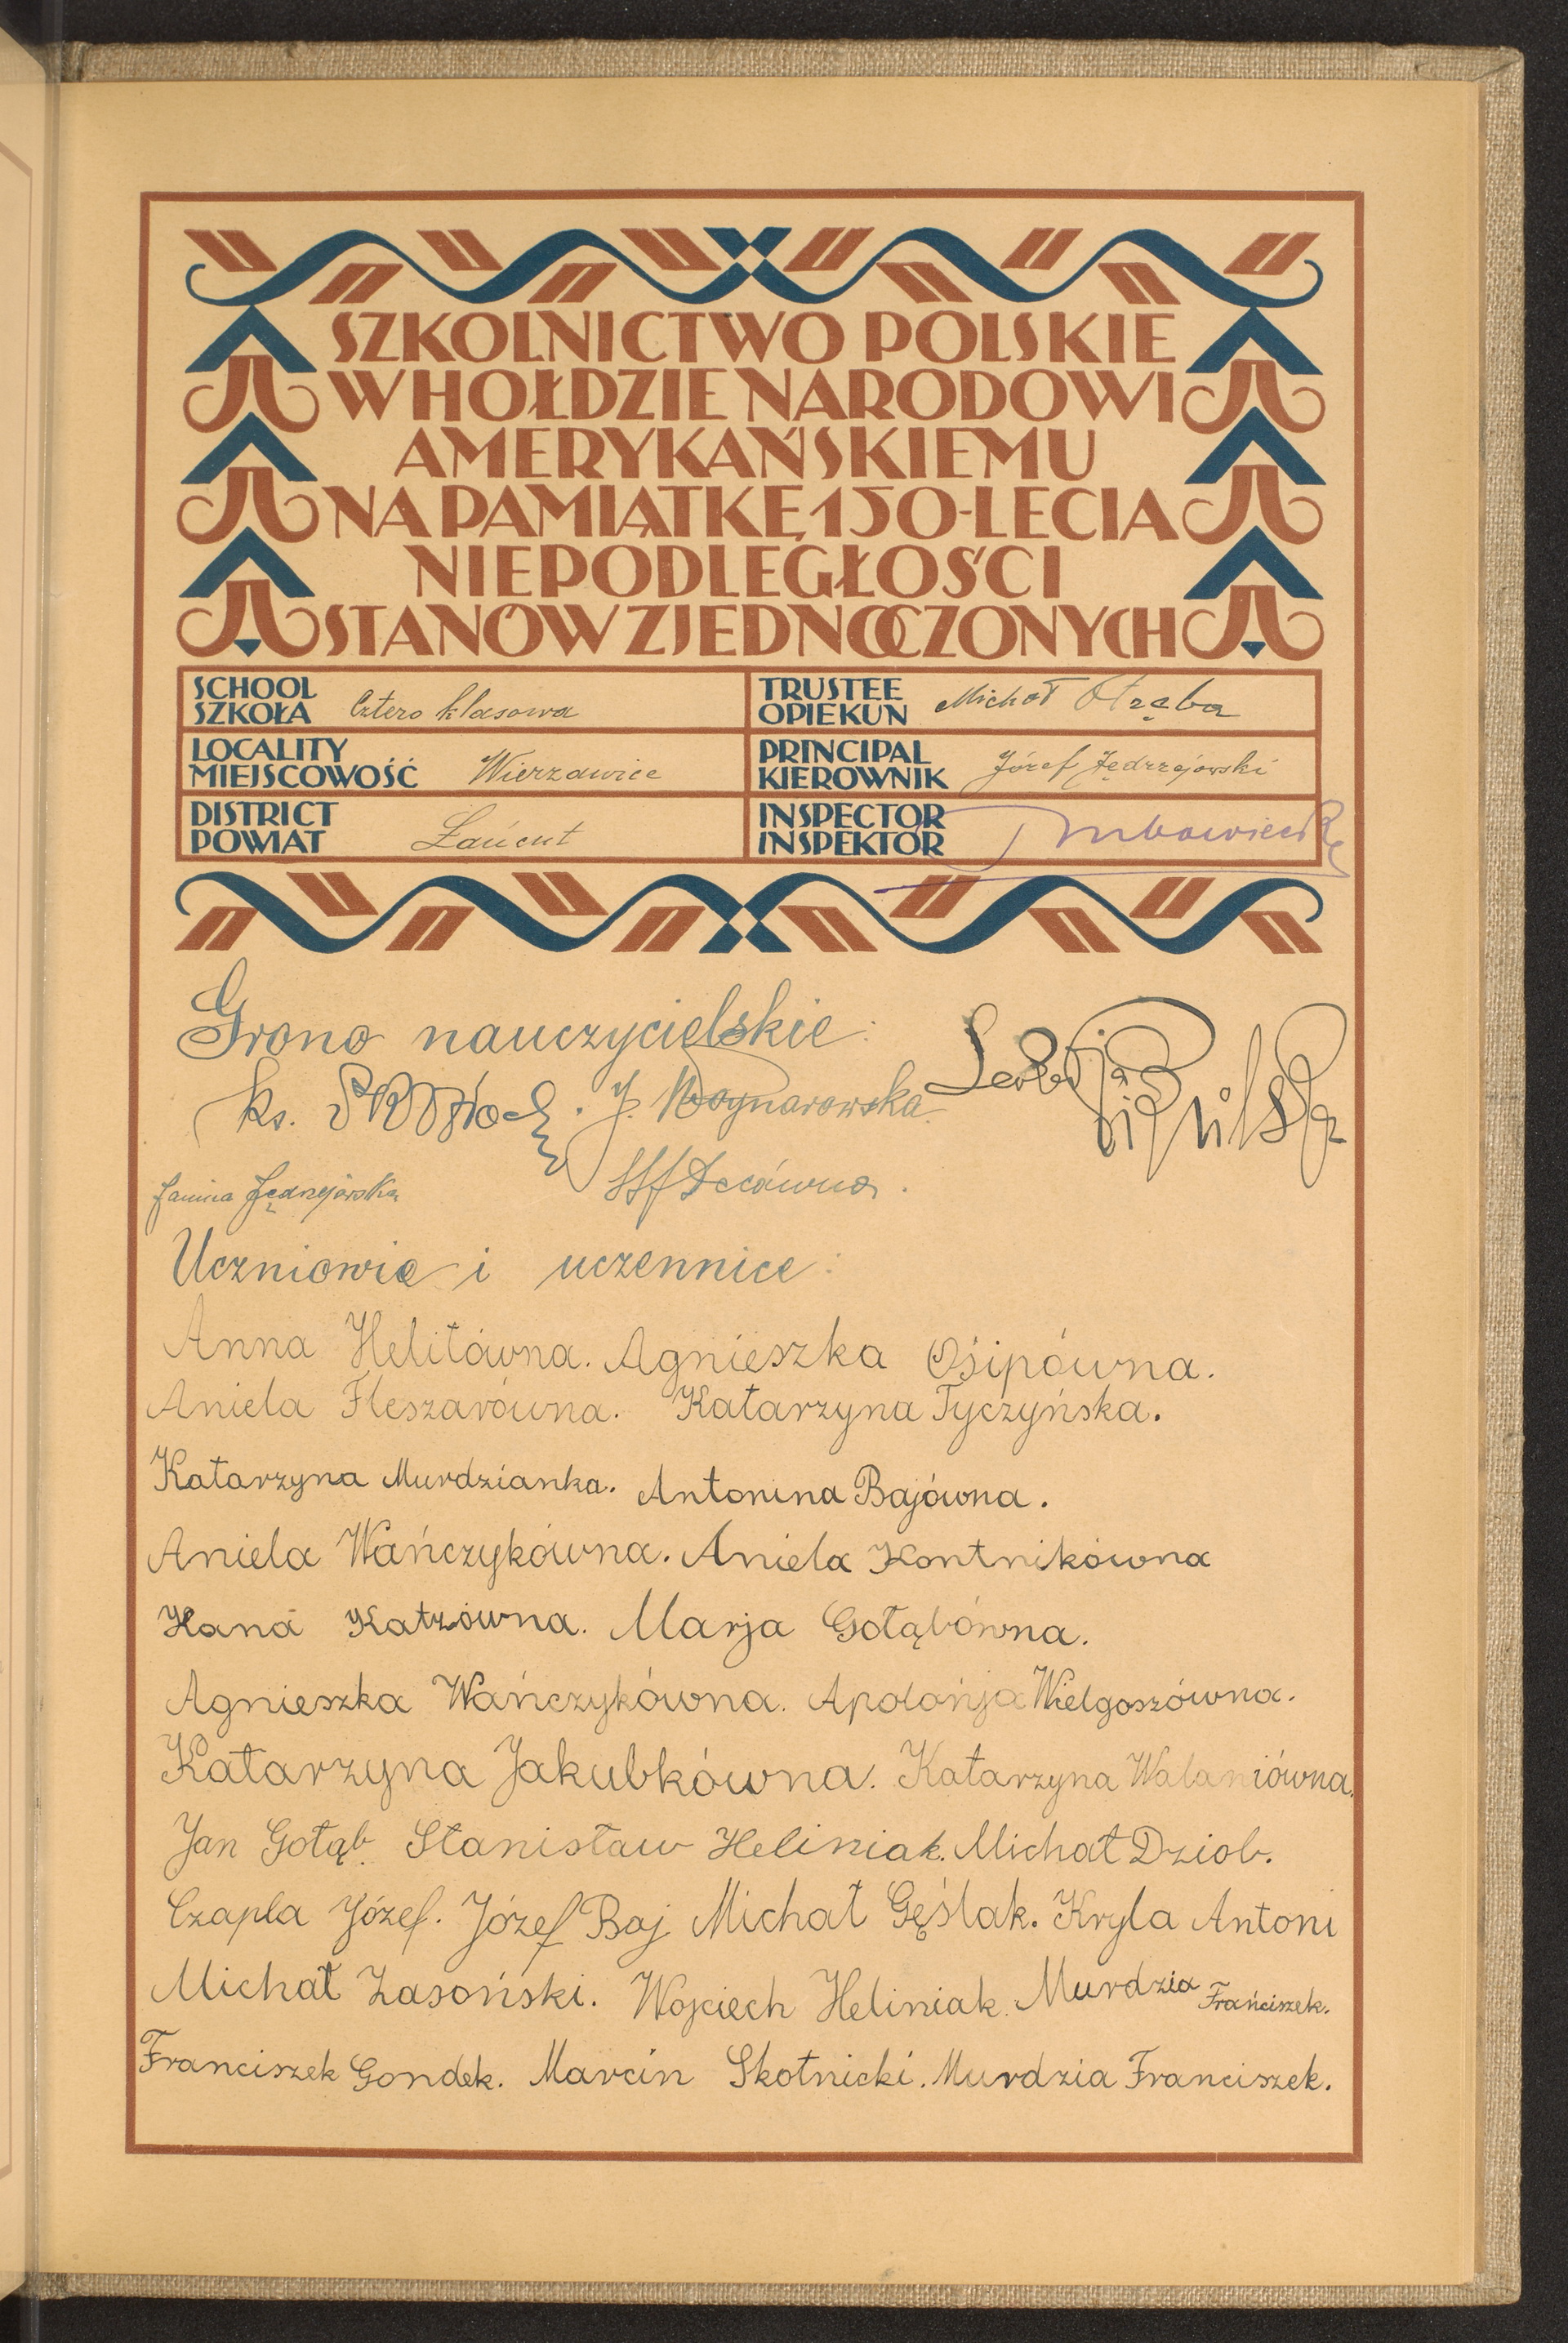 SZKOLNICTWO POLSKIE
W HOŁDZIE NARODOWI
AMERYKAŃSKIEMU
NA PAMIĄTKĘ 150-LECIA
NIEPODLEGŁOŚCI
STANÓW ZJEDNOCZONYCH
SCHOOL
SZKOŁA Cztero klasowa
TRUSTEE
OPIEKUN Michał Otręba
LOCALITY
MIEJSCOWOŚĆ Wierzawice
PRINCIPAL
KIEROWNIK Józef Jędrzejowski
DISTRICT
POWIAT Łańcut
INSPECTOR
INSPEKTOR
Grono nauczycielskie:
ks. J. Wognarowska
Janina Jędrzejowska
Uczniowie i uczennice:
Anna Helitówna. Agnieszka Osipówna.
Aniela Fleszarówna. Katarzyna Tyczyńska.
Katarzyna Murdzianka. Antonina Bajówna.
Aniela Wańczykówna. Aniela Kontnikówna
Hana Katzówna. Marja Gołąbówna.
Agnieszka Wańczykówna. Apolońja Wielgoszówna.
Katarzyna Jakubkówna. Katarzyna Walaniówna.
Jan Gołąb. Stanisław Heliniak. Michał Dziob.
Czapla Józef. Józef Baj Michał Gęślak. Kryla Antoni
Michał Zasoński. Wojciech Heliniak. Murdzia Frańciszek.
Franciszek Gondek. Marcin Skotnicki. Murdzia Franciszek.